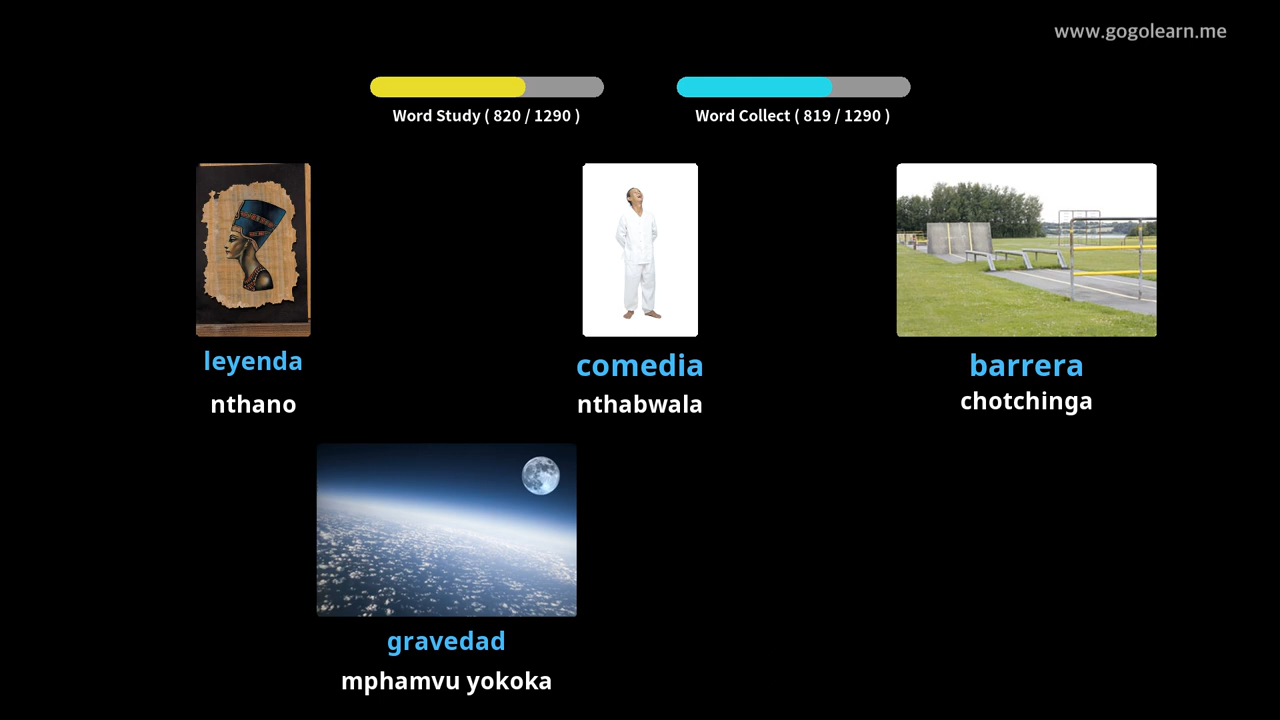 www.gogolearn.me
Word Study ( 820 / 1290 )
Word Collect ( 819 / 1290 )
leyenda
nthano
comedia
nthabwala
barrera
chotchinga
gravedad
mphamvu yokoka